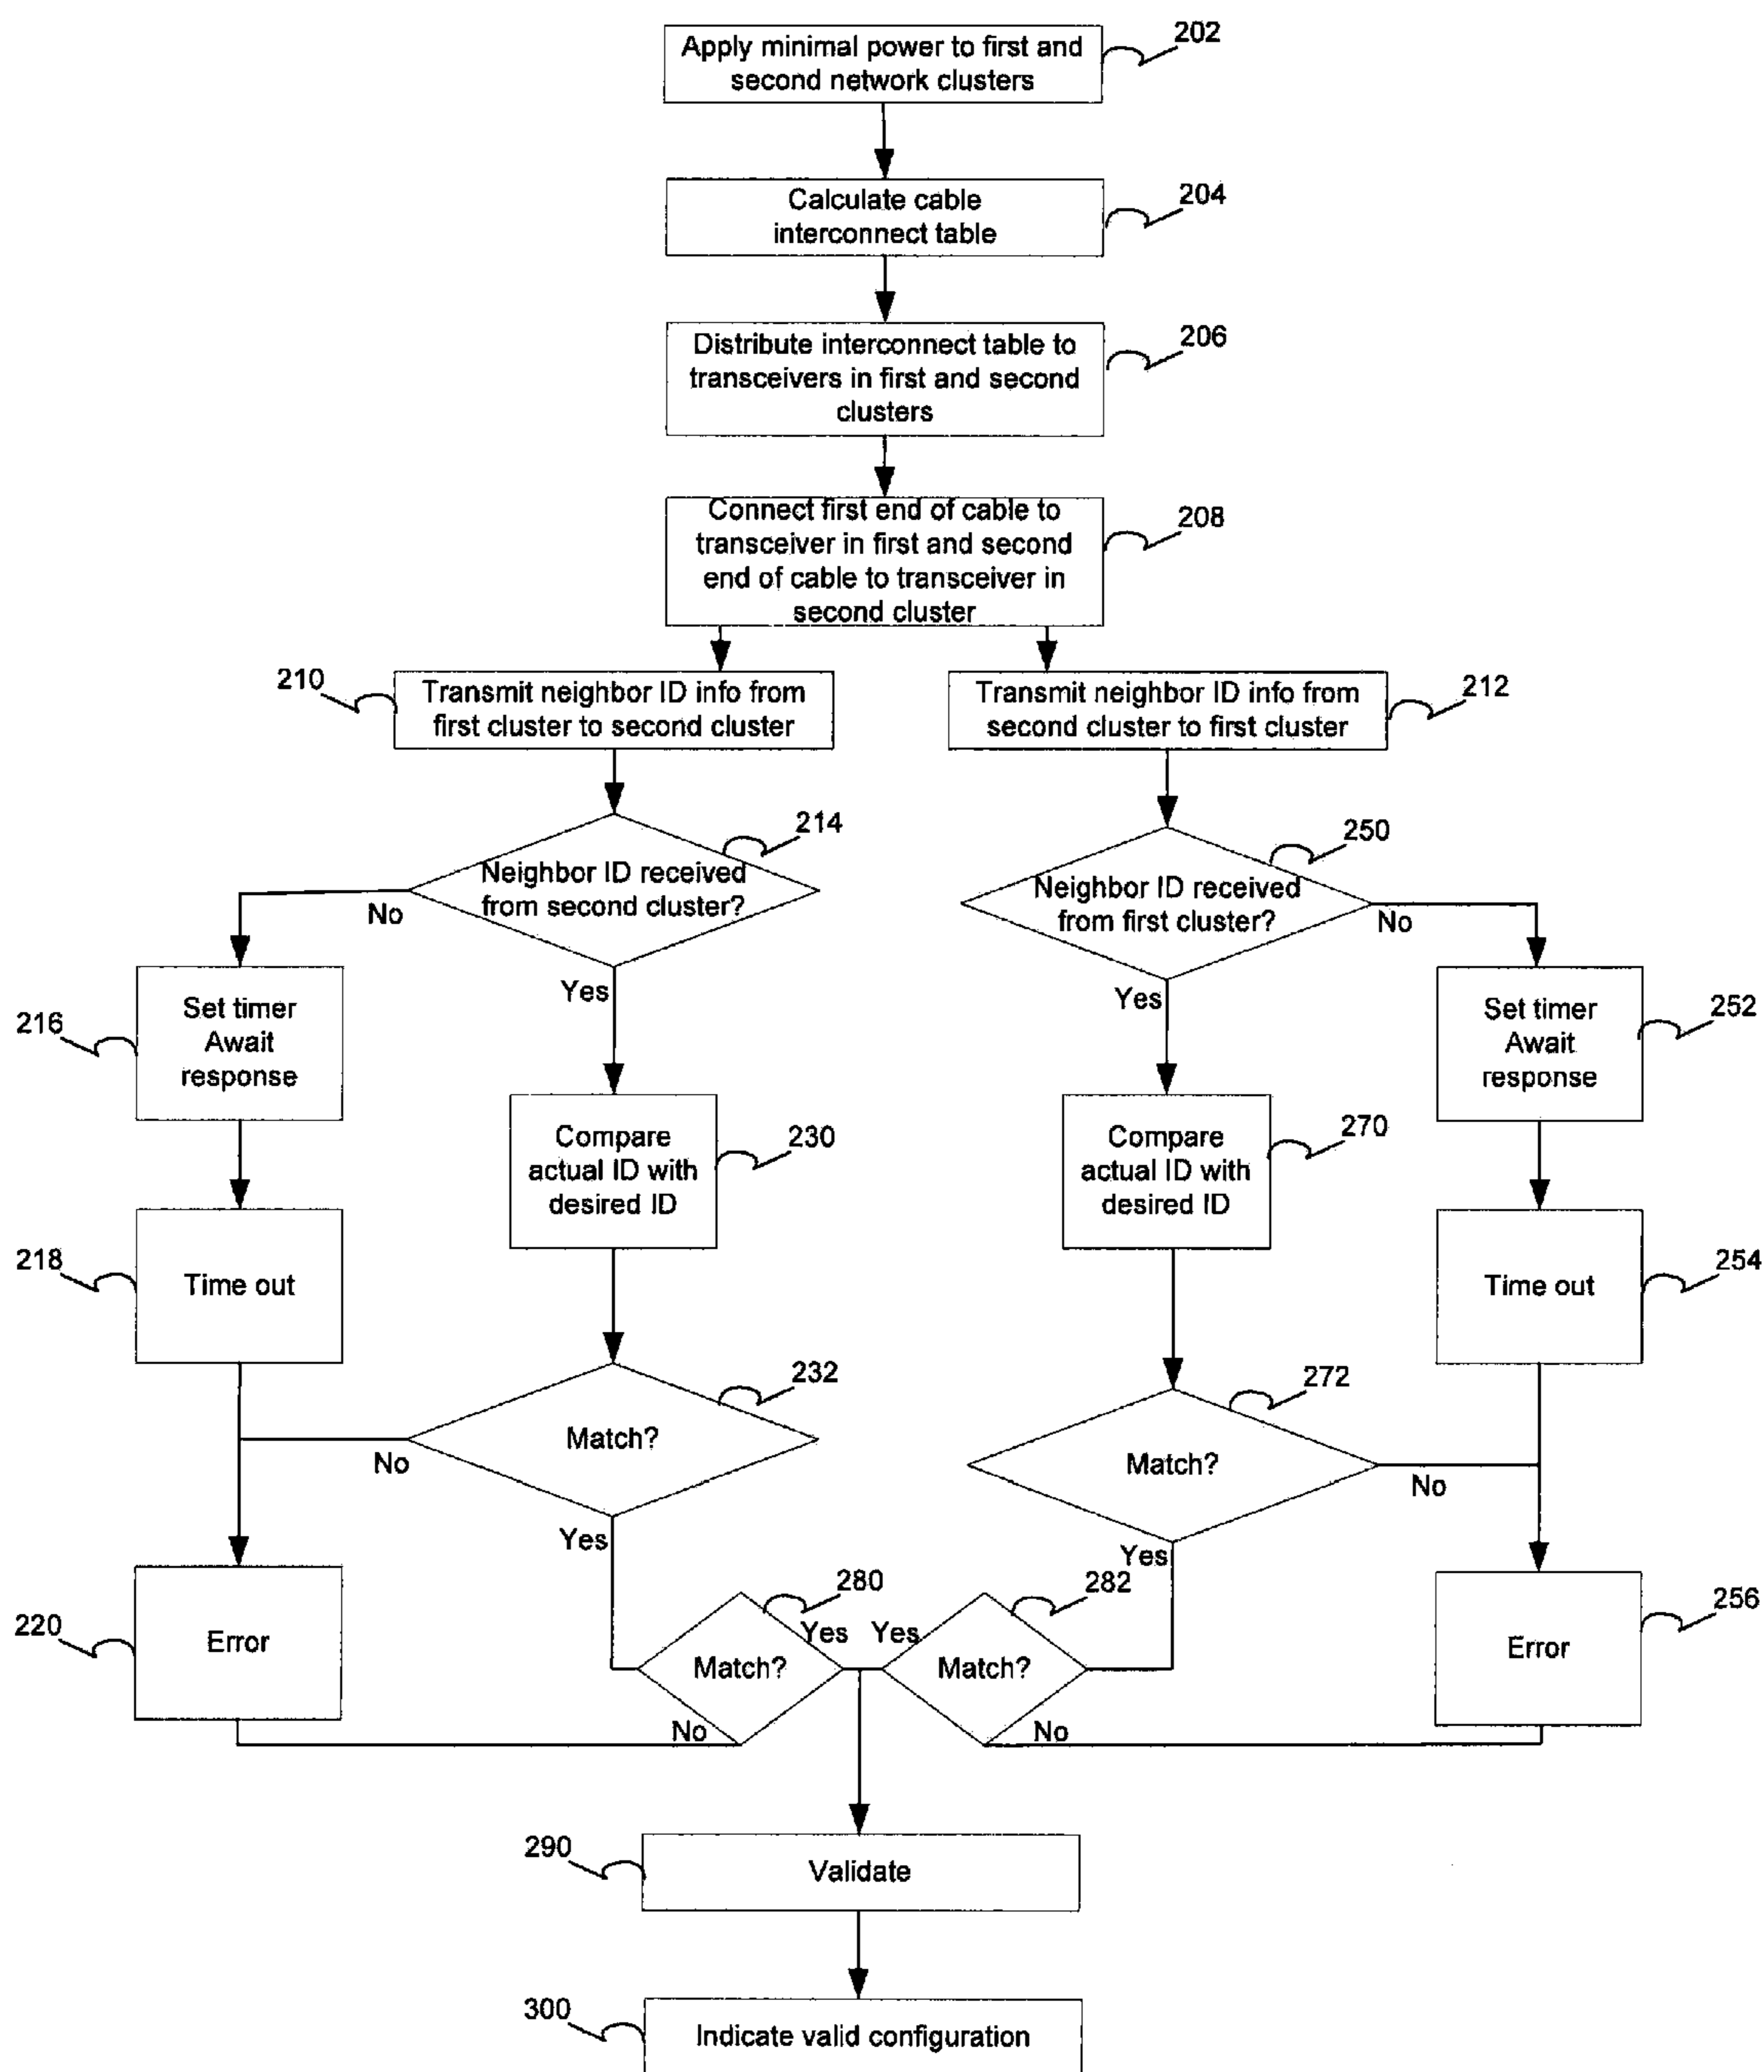 202
Apply minimal power to first and
second network clusters
204
Calculate cable
interconnect table
206
Distribute interconnect table to
transceivers in first and second
clusters
208
Connect first end of cable to
transceiver in first and second
end of cable to transceiver in
second cluster
210
Transmit neighbor ID info from
first cluster to second cluster
212
Transmit neighbor ID info from
second cluster to first cluster
214
Neighbor ID received
from second cluster?
No
Yes
250
Neighbor ID received
from first cluster?
No
Yes
216
Set timer
Await
response
230
Compare
actual ID with
desired ID
270
Compare
actual ID with
desired ID
252
Set timer
Await
response
218
Time out
254
Time out
232
Match?
No
Yes
272
Match?
No
Yes
220
Error
280
Match?
Yes
No
282
Match?
Yes
No
256
Error
290
Validate
300
Indicate valid configuration